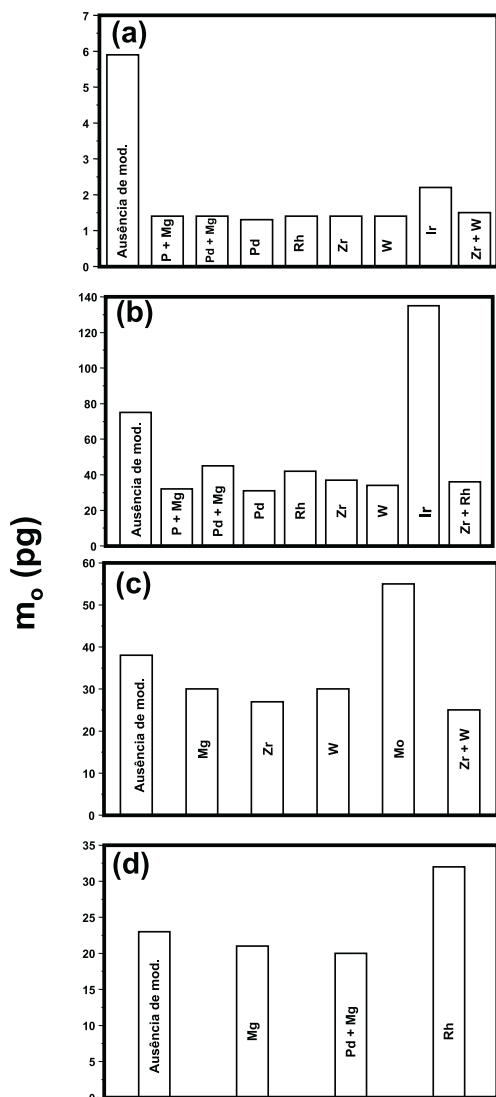 m₀ (pg)
(a)
7
6
5
4
3
2
1
0
Ausência de mod.
P + Mg
Pd + Mg
Pd
Rh
Zr
W
Ir
Zr + W
(b)
140
120
100
80
60
40
20
0
Ausência de mod.
P + Mg
Pd + Mg
Pd
Rh
Zr
W
Ir
Zr + Rh
(c)
60
50
40
30
20
10
0
Ausência de mod.
Mg
Zr
W
Mo
Zr + W
(d)
35
30
25
20
15
10
5
0
Ausência de mod.
Mg
Pd + Mg
Rh